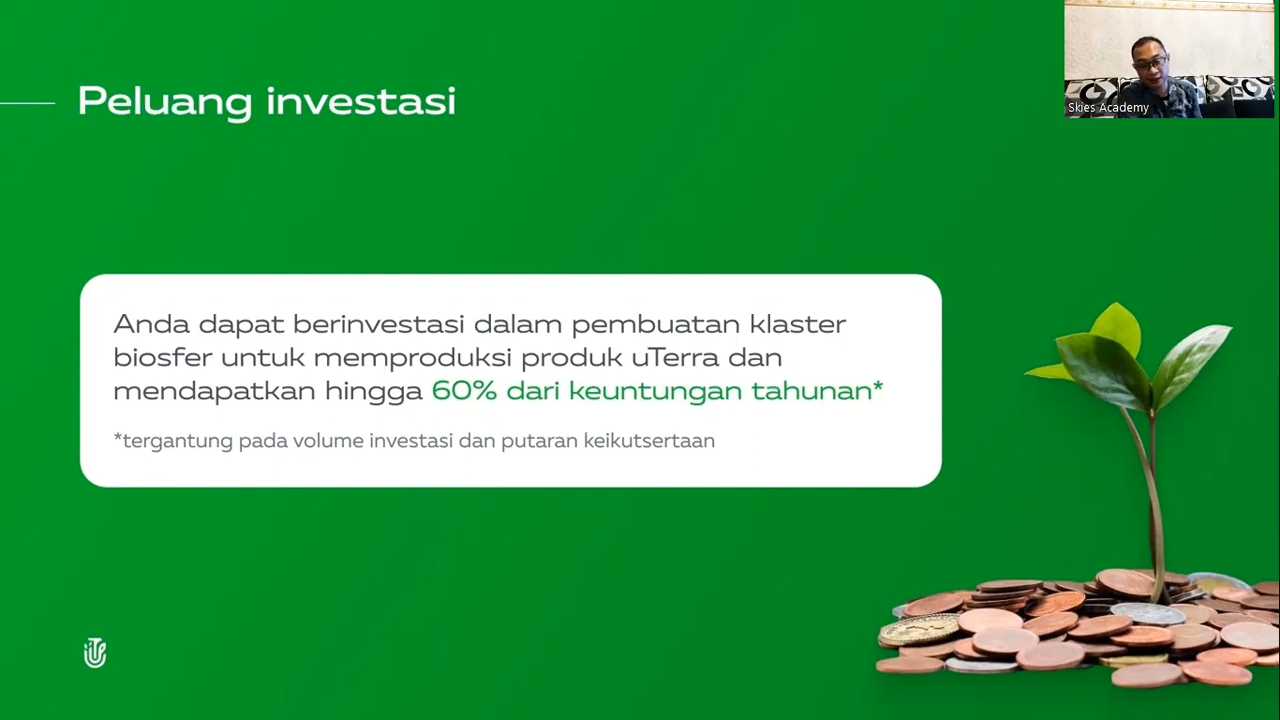 Peluang investasi
Skies Academy
Anda dapat berinvestasi dalam pembuatan klaster
biosfer untuk memproduksi produk uTerra dan
mendapatkan hingga 60% dari keuntungan tahunan*
*tergantung pada volume investasi dan putaran keikutsertaan